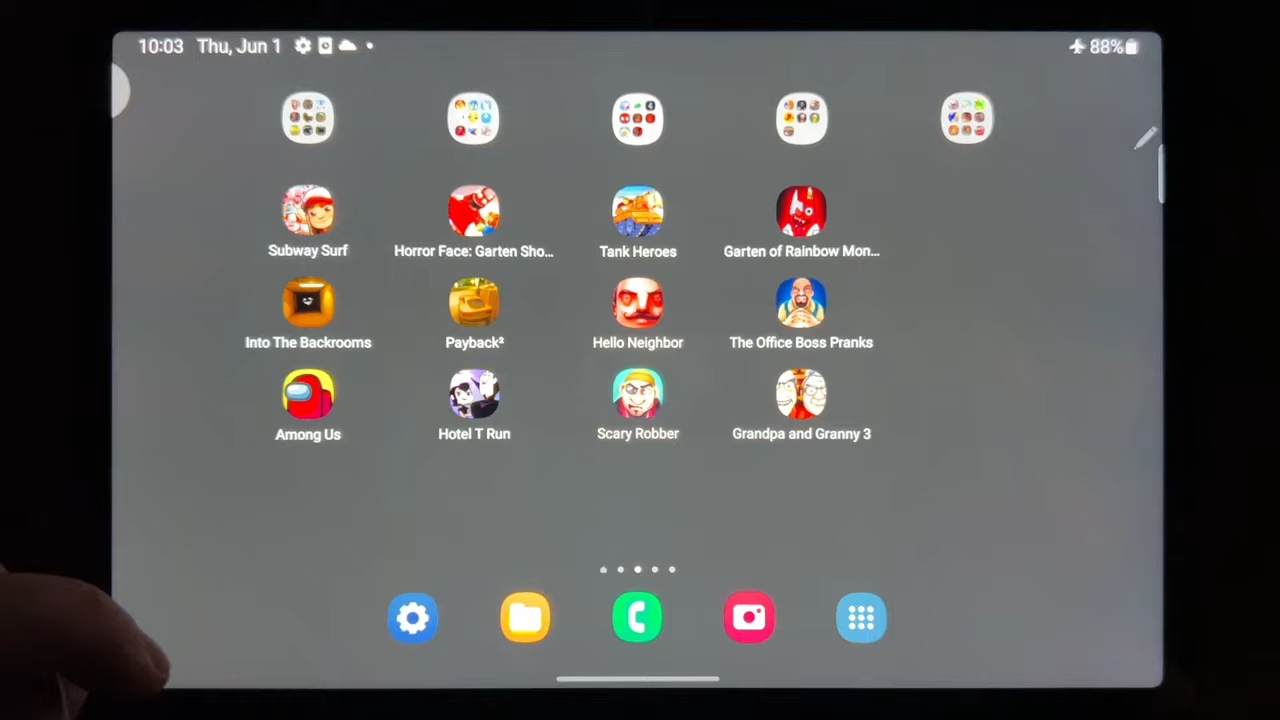 10:03 Thu, Jun 1
88%
Subway Surf
Horror Face: Garten Sho...
Tank Heroes
Garten of Rainbow Mon...
Into The Backrooms
Payback²
Hello Neighbor
The Office Boss Pranks
Among Us
Hotel T Run
Scary Robber
Grandpa and Granny 3